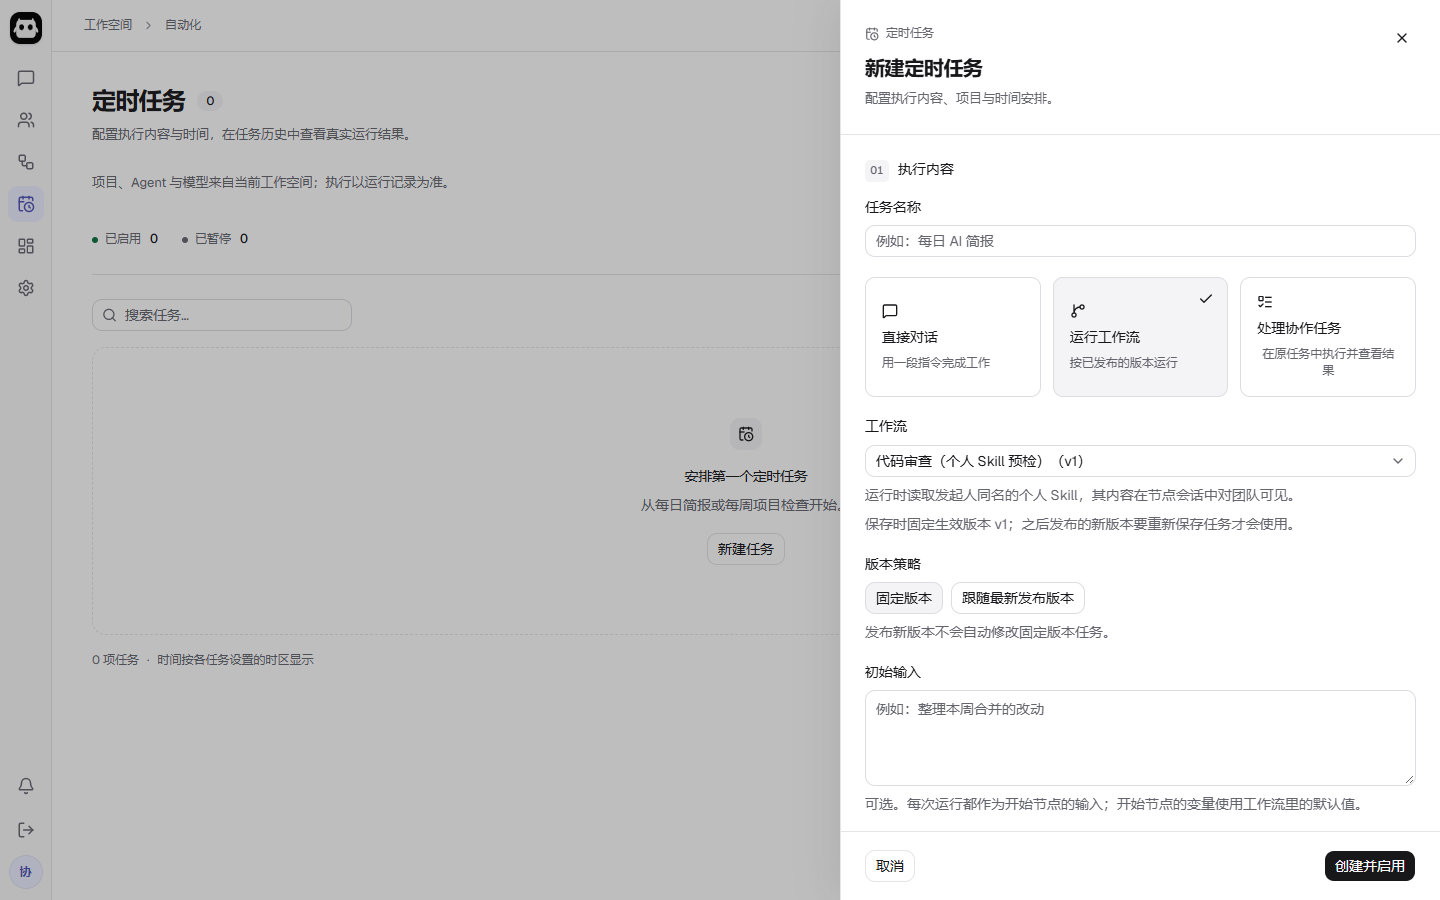 工作空间
自动化
定时任务 0
配置执行内容与时间，在任务历史中查看真实运行结果。
项目、Agent 与模型来自当前工作空间；执行以运行记录为准。
已启用 0 已暂停 0
搜索任务...
安排第一个定时任务
从每日简报或每周项目检查开始。
新建任务
0 项任务 · 时间按各任务设置的时区显示
协
定时任务
新建定时任务
配置执行内容、项目与时间安排。
01 执行内容
任务名称
例如：每日 AI 简报
直接对话
用一段指令完成工作
运行工作流
按已发布的版本运行
处理协作任务
在原任务中执行并查看结
果
工作流
代码审查（个人 Skill 预检）（v1）
运行时读取发起人同名的个人 Skill，其内容在节点会话中对团队可见。
保存时固定生效版本 v1；之后发布的新版本要重新保存任务才会使用。
版本策略
固定版本 跟随最新发布版本
发布新版本不会自动修改固定版本任务。
初始输入
例如：整理本周合并的改动
可选。每次运行都作为开始节点的输入；开始节点的变量使用工作流里的默认值。
取消
创建并启用